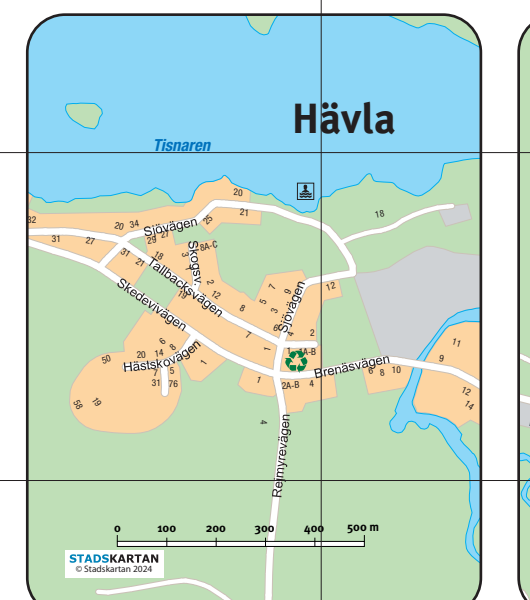 Hävla
Tisnaren
20
21
25
18
32
31
27
20 34
Sjövägen
29 27
31
21
18
8A-C
Skogsv.
Tallbacksvägen
Skedevivägen
2
12
8
7
5
3
9
7
6
4
2
12
Sjövägen
1
1
Brenäsvägen
2A-B
4
6 8 10
9
11
12
14
50
20 14
6
8
Hästskovägen
1
5
31
76
58
19
4
Rejmyrevägen
0 100 200 300 400 500 m
STADSKARTAN
© Stadskartan 2024